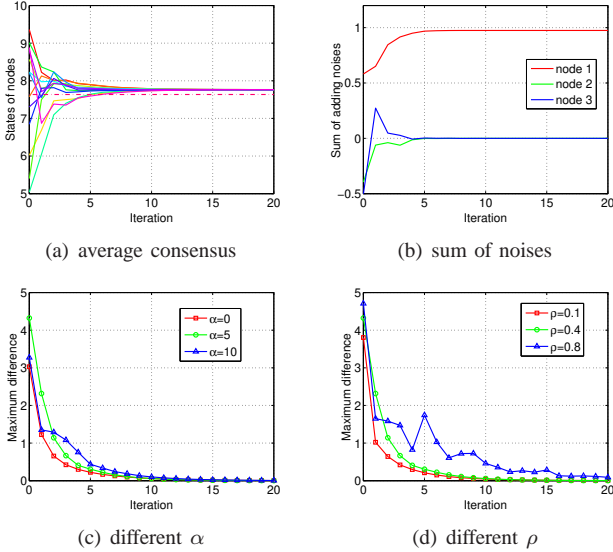 10
9
8
7
6
5
0 5 10 15 20
States of nodes
Iteration
(a) average consensus
1
0.5
0
−0.5
0 5 10 15 20
Sum of adding noises
Iteration
node 1
node 2
node 3
(b) sum of noises
5
4
3
2
1
0
0 5 10 15 20
Maximum difference
Iteration
α=0
α=5
α=10
(c) different α
5
4
3
2
1
0
0 5 10 15 20
Maximum difference
Iteration
ρ=0.1
ρ=0.4
ρ=0.8
(d) different ρ